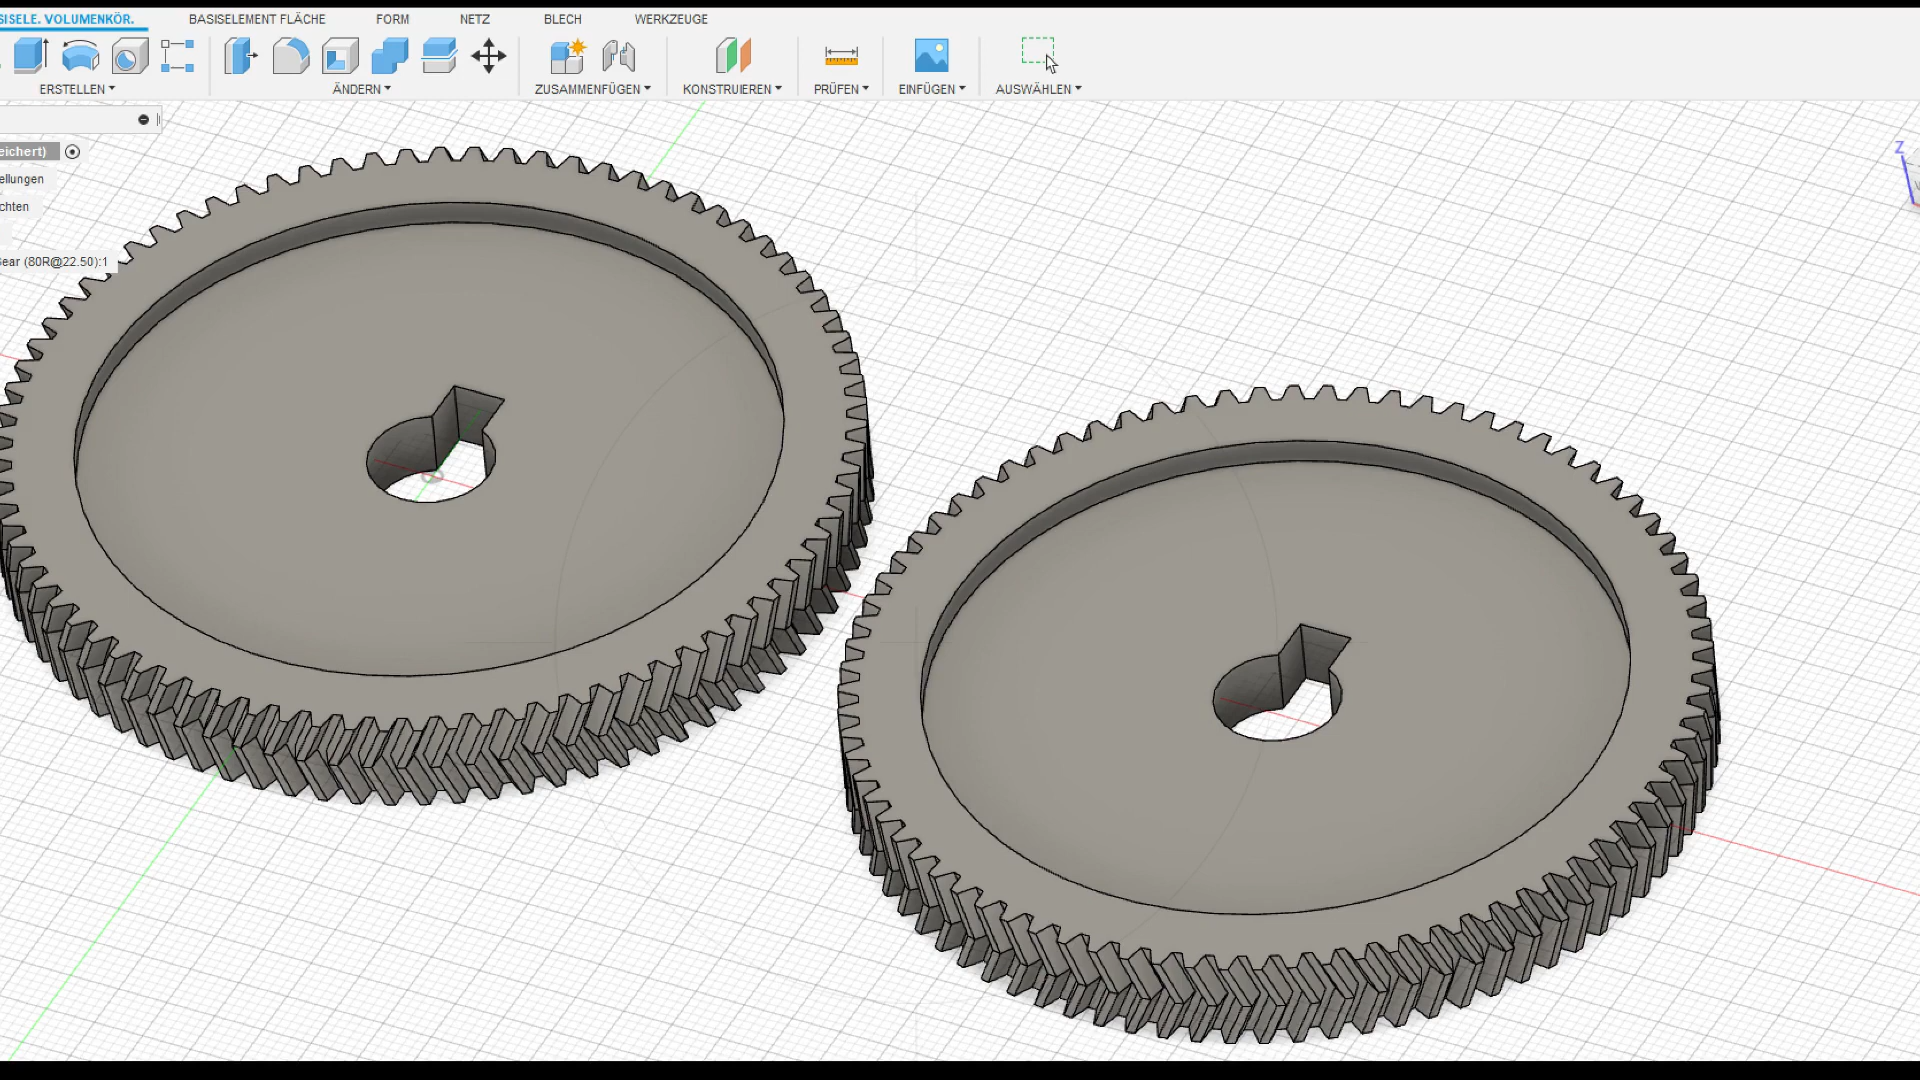 SISELE. VOLUMENKÖR. BASISELEMENT FLÄCHE FORM NETZ BLECH WERKZEUGE
ERSTELLEN ÄNDERN ZUSAMMENFÜGEN KONSTRUIEREN PRÜFEN EINFÜGEN AUSWÄHLEN
eichert)
ellungen
chten
Gear (80R@22.50):1
Z